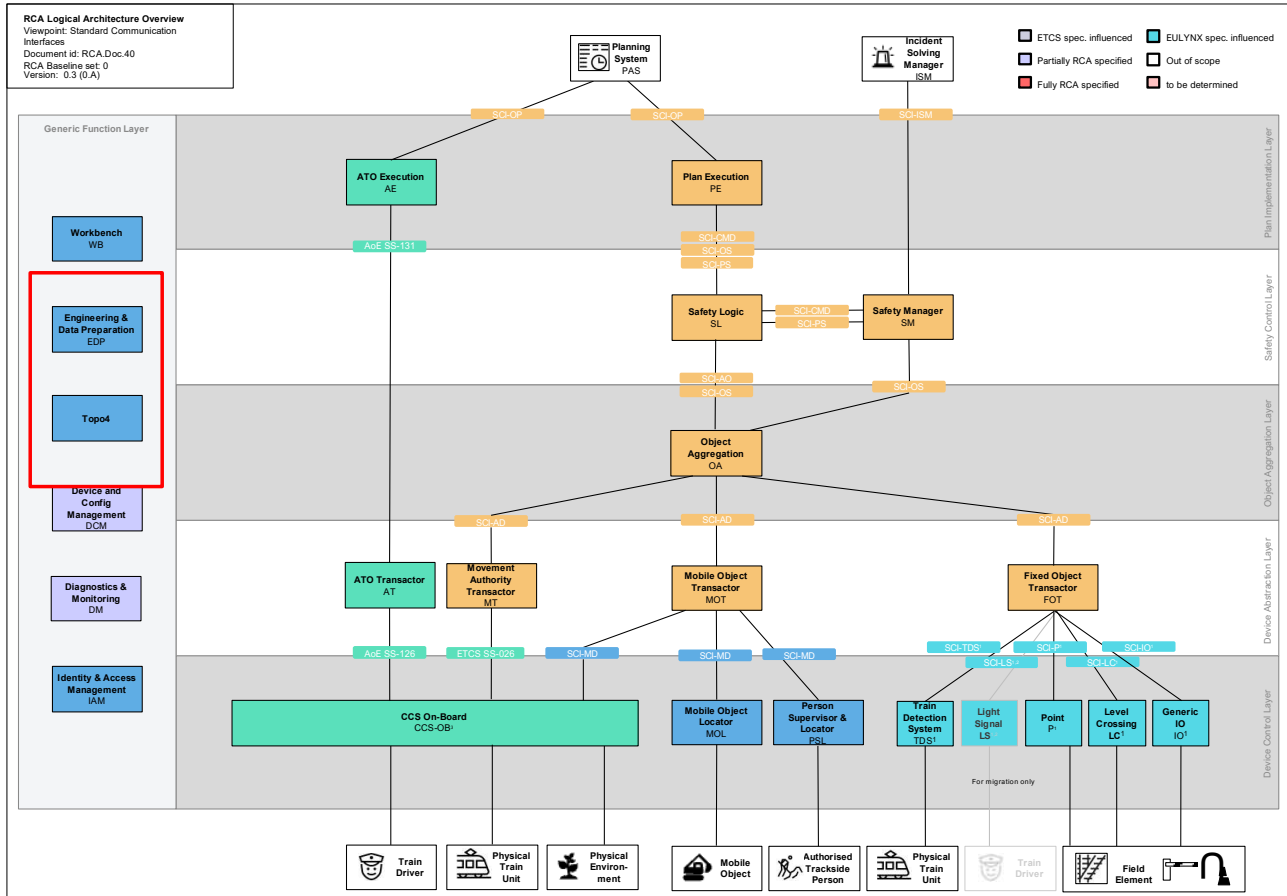 RCA Logical Architecture Overview
Viewpoint: Standard Communication
Interfaces
Document id: RCA.Doc.40
RCA Baseline set: 0
Version: 0.3 (0.A)
Planning
System
PAS
Incident
Solving
Manager
ISM
ETCS spec. influenced
EULYNX spec. influenced
Partially RCA specified
Out of scope
Fully RCA specified
to be determined
Generic Function Layer
SCI-OP
SCI-OP
SCI-ISM
Plan Implementation Layer
ATO Execution
AE
Plan Execution
PE
Workbench
WB
AoE SS-131
SCI-CMD
SCI-OS
SCI-PS
Engineering &
Data Preparation
EDP
Safety Logic
SL
SCI-CMD
SCI-PS
Safety Manager
SM
Safety Control Layer
SCI-AO
SCI-OS
SCI-OS
Topo4
Object
Aggregation
OA
Object Aggregation Layer
Device and
Config
Management
DCM
SCI-AD
SCI-AD
SCI-AD
Diagnostics &
Monitoring
DM
ATO Transactor
AT
Movement
Authority
Transactor
MT
Mobile Object
Transactor
MOT
Fixed Object
Transactor
FOT
Device Abstraction Layer
AoE SS-126
ETCS SS-026
SCI-MD
SCI-MD
SCI-MD
SCI-TDS¹
SCI-P¹
SCI-IO¹
SCI-LC¹
Identity & Access
Management
IAM
CCS On-Board
CCS-OB³
Mobile Object
Locator
MOL
Person
Supervisor &
Locator
PSL
Train
Detection
System
TDS¹
Light
Signal
LS
Point
P¹
Level
Crossing
LC¹
Generic
IO
IO¹
Device Control Layer
For migration only
Train
Driver
Physical
Train
Unit
Physical
Environ-
ment
Mobile
Object
Authorised
Trackside
Person
Physical
Train
Unit
Train
Driver
Field
Element